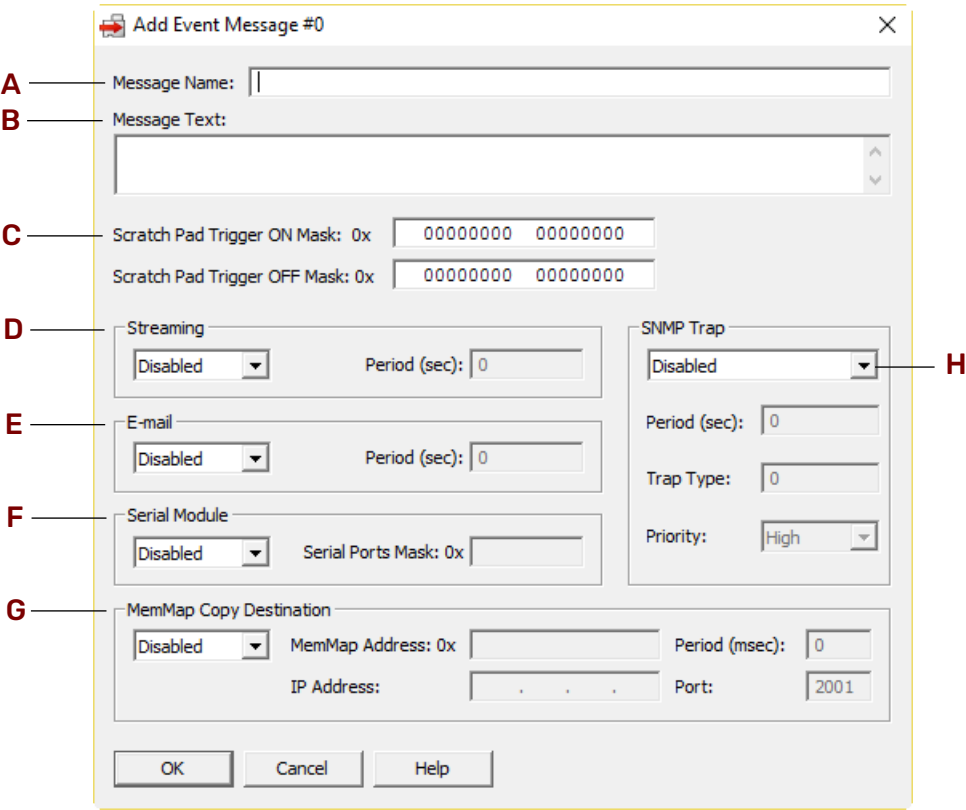 Add Event Message #0
A
Message Name:
B
Message Text:
C
Scratch Pad Trigger ON Mask: 0x 00000000 00000000
Scratch Pad Trigger OFF Mask: 0x 00000000 00000000
D
Streaming
Disabled Period (sec): 0
E
E-mail
Disabled Period (sec): 0
F
Serial Module
Disabled Serial Ports Mask: 0x
SNMP Trap
Disabled
H
Period (sec): 0
Trap Type: 0
Priority: High
G
MemMap Copy Destination
Disabled MemMap Address: 0x Period (msec): 0
IP Address: . . . Port: 2001
OK Cancel Help